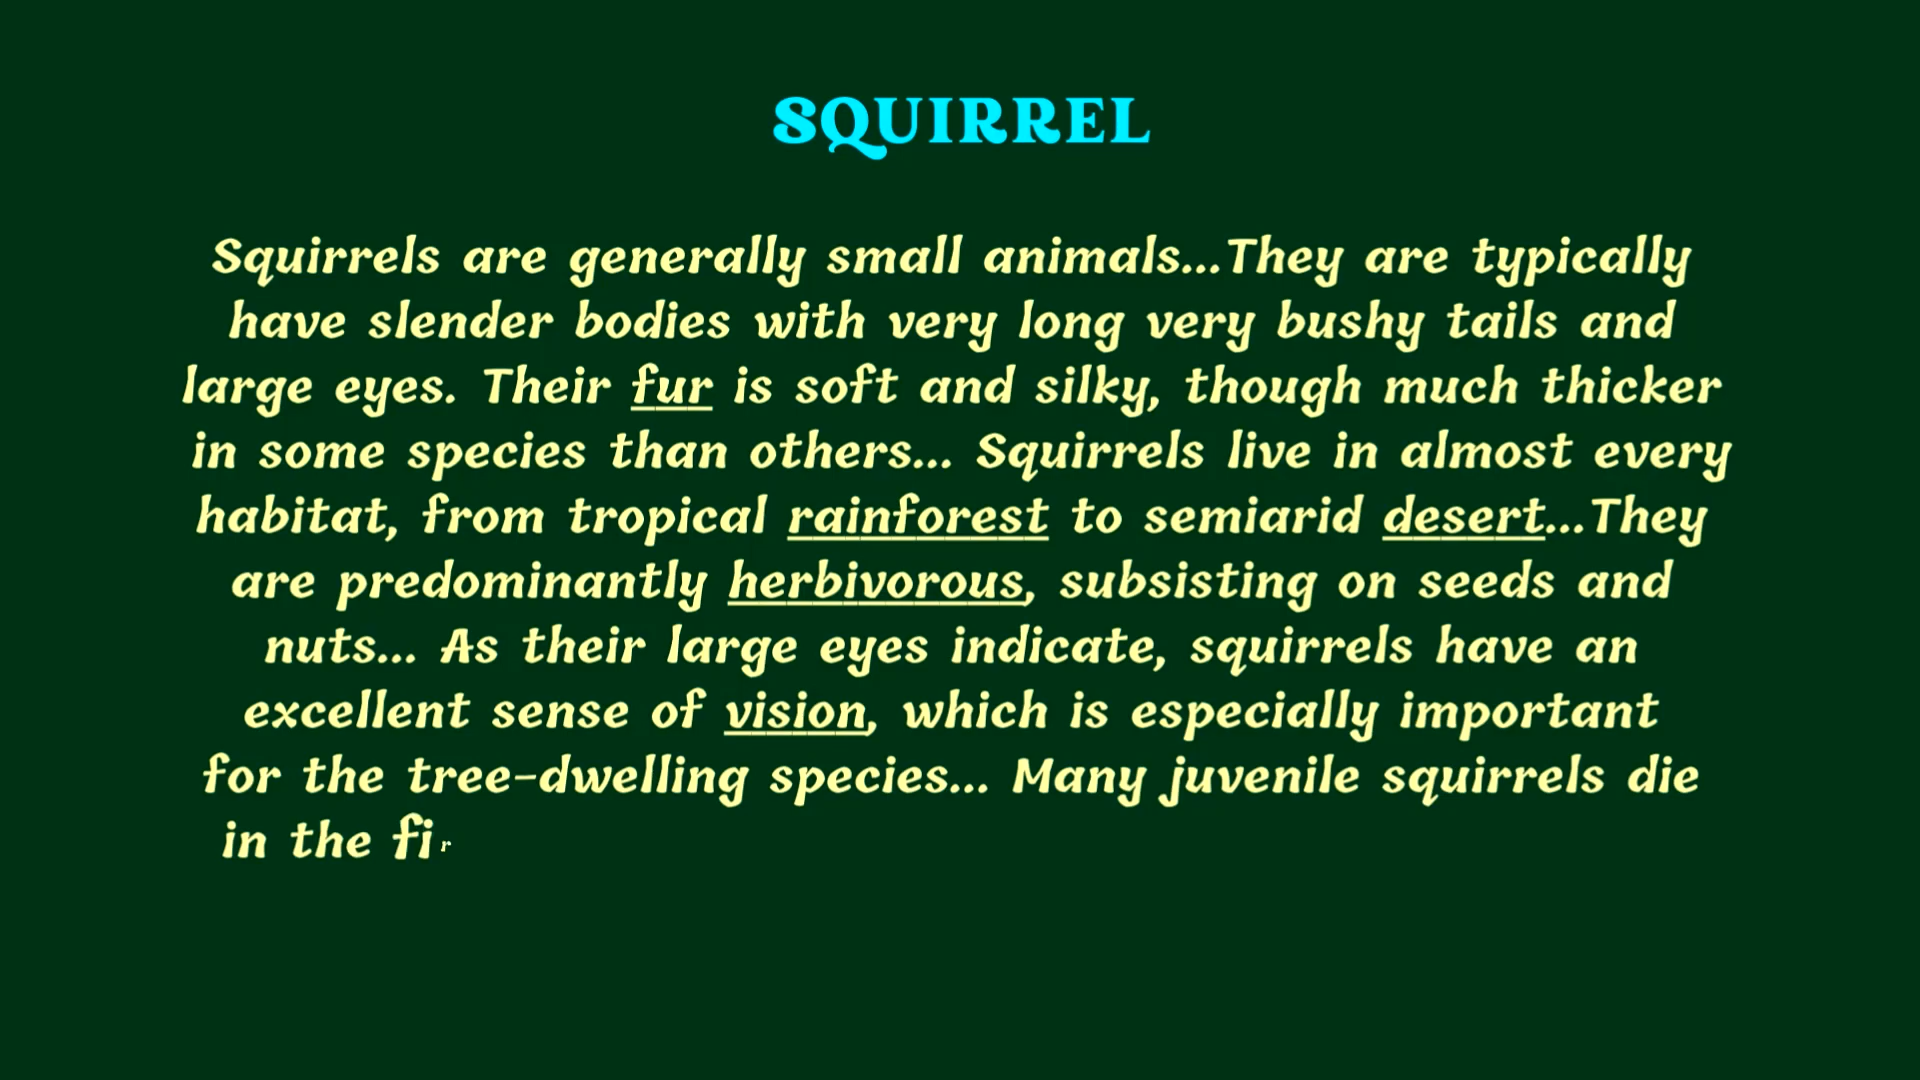 SQUIRREL
Squirrels are generally small animals...They are typically
have slender bodies with very long very bushy tails and
large eyes. Their fur is soft and silky, though much thicker
in some species than others... Squirrels live in almost every
habitat, from tropical rainforest to semiarid desert...They
are predominantly herbivorous, subsisting on seeds and
nuts... As their large eyes indicate, squirrels have an
excellent sense of vision, which is especially important
for the tree-dwelling species... Many juvenile squirrels die
in the fir